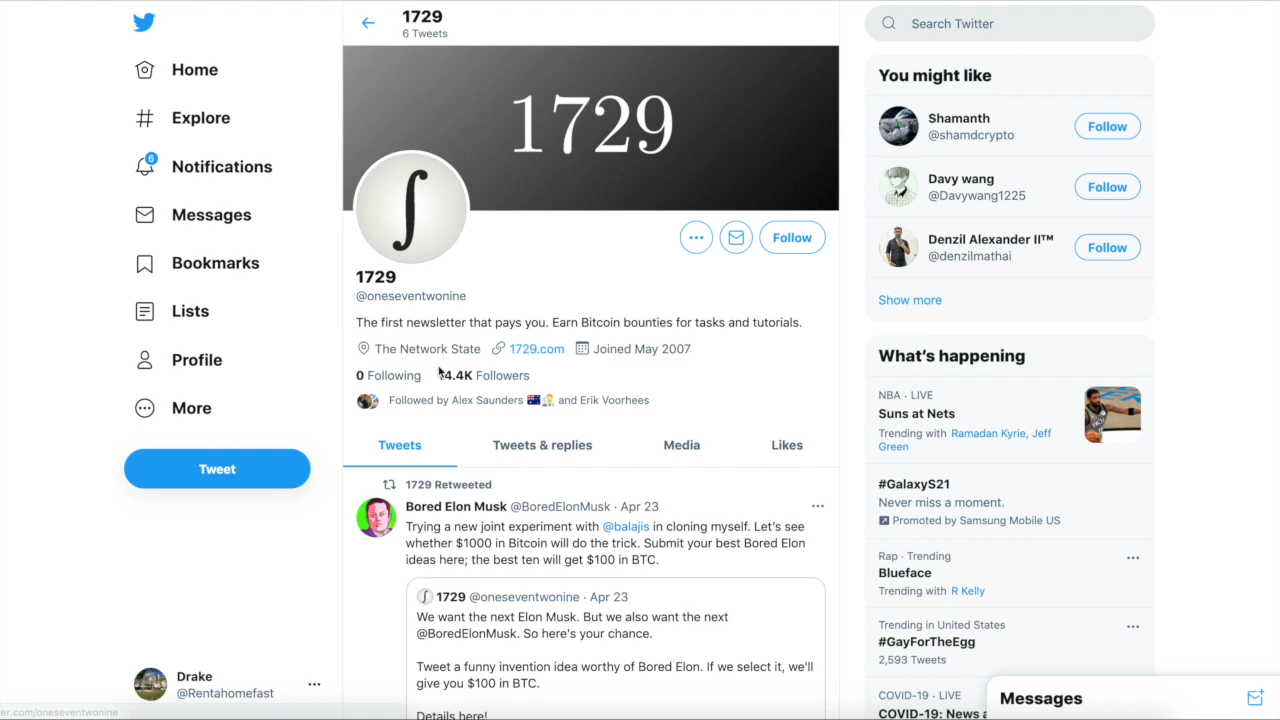 1729
6 Tweets
Search Twitter
Home
Explore
6
Notifications
Messages
Bookmarks
Lists
Profile
More
Tweet
Drake
@Rentahomefast
er.com/oneseventwonine
1729
Follow
1729
@oneseventwonine
The first newsletter that pays you. Earn Bitcoin bounties for tasks and tutorials.
The Network State 1729.com Joined May 2007
0 Following 4.4K Followers
Followed by Alex Saunders 🇦🇺 and Erik Voorhees
Tweets Tweets & replies Media Likes
1729 Retweeted
Bored Elon Musk @BoredElonMusk · Apr 23
Trying a new joint experiment with @balajis in cloning myself. Let's see
whether $1000 in Bitcoin will do the trick. Submit your best Bored Elon
ideas here; the best ten will get $100 in BTC.
1729 @oneseventwonine · Apr 23
We want the next Elon Musk. But we also want the next
@BoredElonMusk. So here's your chance.
Tweet a funny invention idea worthy of Bored Elon. If we select it, we'll
give you $100 in BTC.
Details here!
You might like
Shamanth
@shamdcrypto
Follow
Davy wang
@Davywang1225
Follow
Denzil Alexander II™
@denzilmathai
Follow
Show more
What's happening
NBA · LIVE
Suns at Nets
Trending with Ramadan Kyrie, Jeff
Green
#GalaxyS21
Never miss a moment.
Promoted by Samsung Mobile US
Rap · Trending
Blueface
Trending with R Kelly
Trending in United States
#GayForTheEgg
2,593 Tweets
COVID-19 · LIVE
COVID-19: News a
Messages